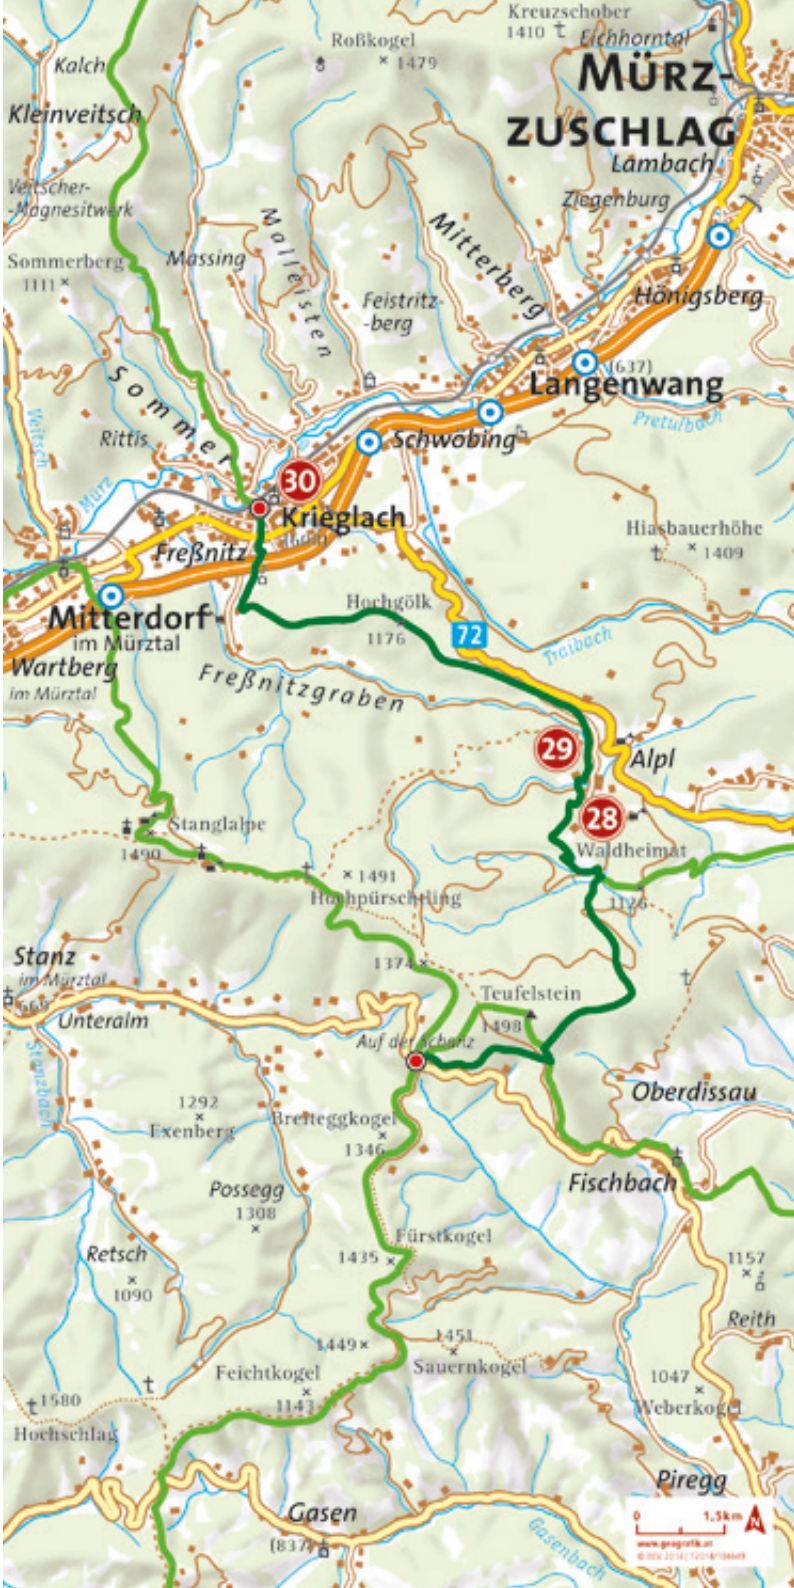 Kreuzschober
1410
Eichhorntal
Roßkogel
1479
Kalch
MÜRZ-
ZUSCHLAG
Kleinveitsch
Lambach
Veitscher-
-Magnesitwerk
Ziegenburg
Malleisten
Mitterberg
Massing
Sommerberg
1111
Feistritz-
-berg
Hönigsberg
(637)
Langenwang
Sommer
Pretulbach
Veitsch
Rittis
Schwöbing
30
Mürz
Krieglach
Hiasbauerhöhe
1409
Freßnitz
Mitterdorf
im Mürztal
Hochgölk
1176
72
Traibach
Wartberg
im Mürztal
Freßnitzgraben
29
Alpl
28
Stanglalpe
1490
Waldheimat
1491
Hochpürschtling
1126
Stanz
im Mürztal
669
1374
Teufelstein
1498
Unteralm
Auf der Schanz
Stanzbach
Oberdissau
1292
Exenberg
Breiteggkogel
1346
Fischbach
Possegg
1308
Fürstkogel
1435
Retsch
1090
1157
Reith
1449
1451
Sauernkogel
Feichtkogel
1143
1047
Weberkogel
1580
Hochschlag
Piregg
Gasen
(837)
Gasenbach
0 1,5km
N
www.geografik.at